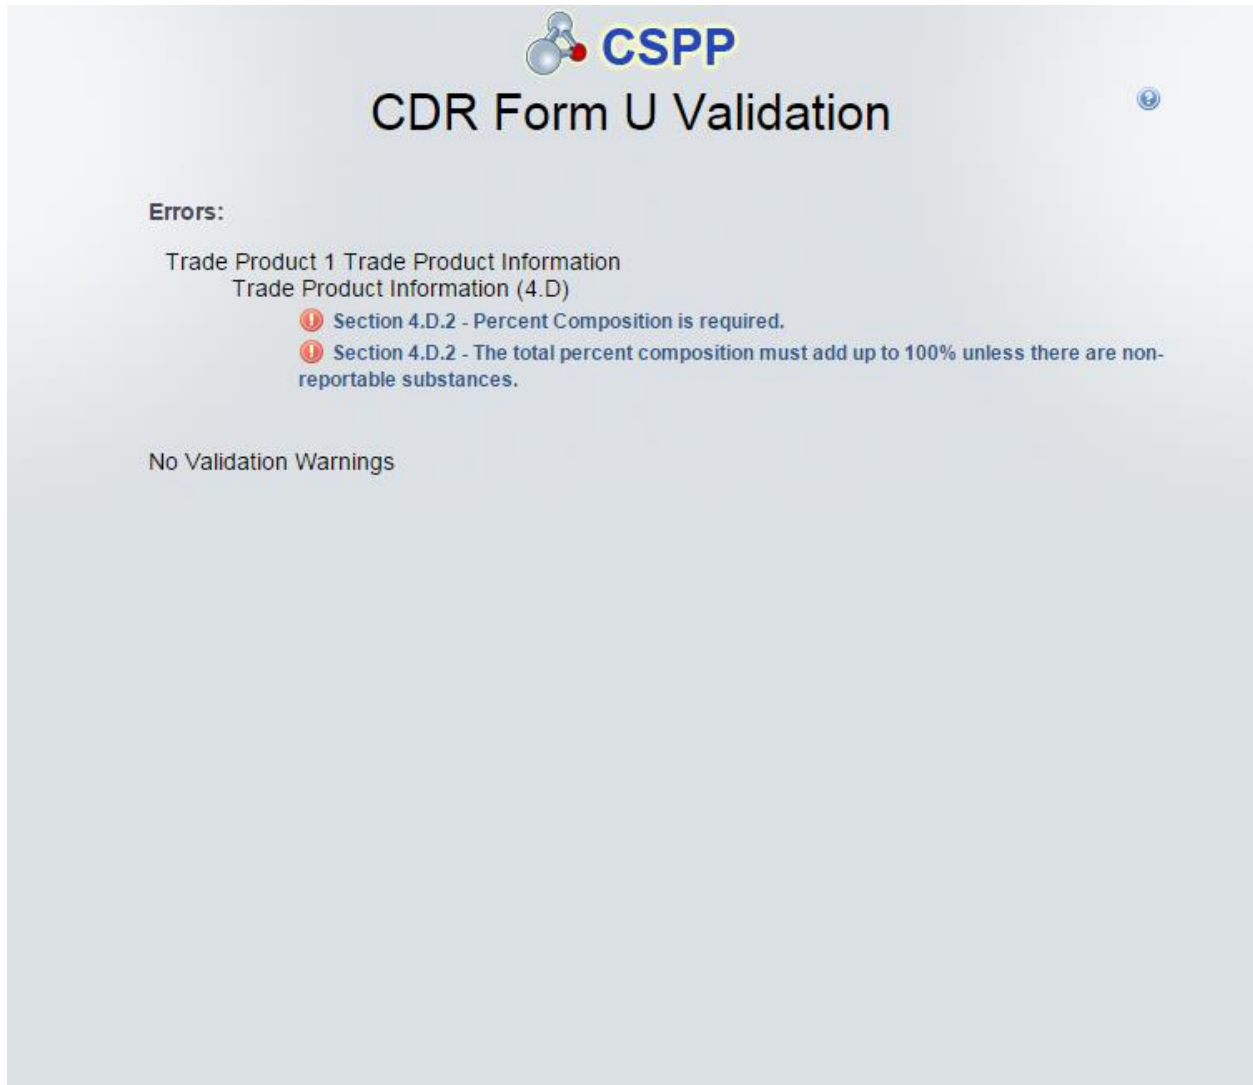 CSPP
CDR Form U Validation
Errors:
Trade Product 1 Trade Product Information
Trade Product Information (4.D)
Section 4.D.2 - Percent Composition is required.
Section 4.D.2 - The total percent composition must add up to 100% unless there are non-
reportable substances.
No Validation Warnings